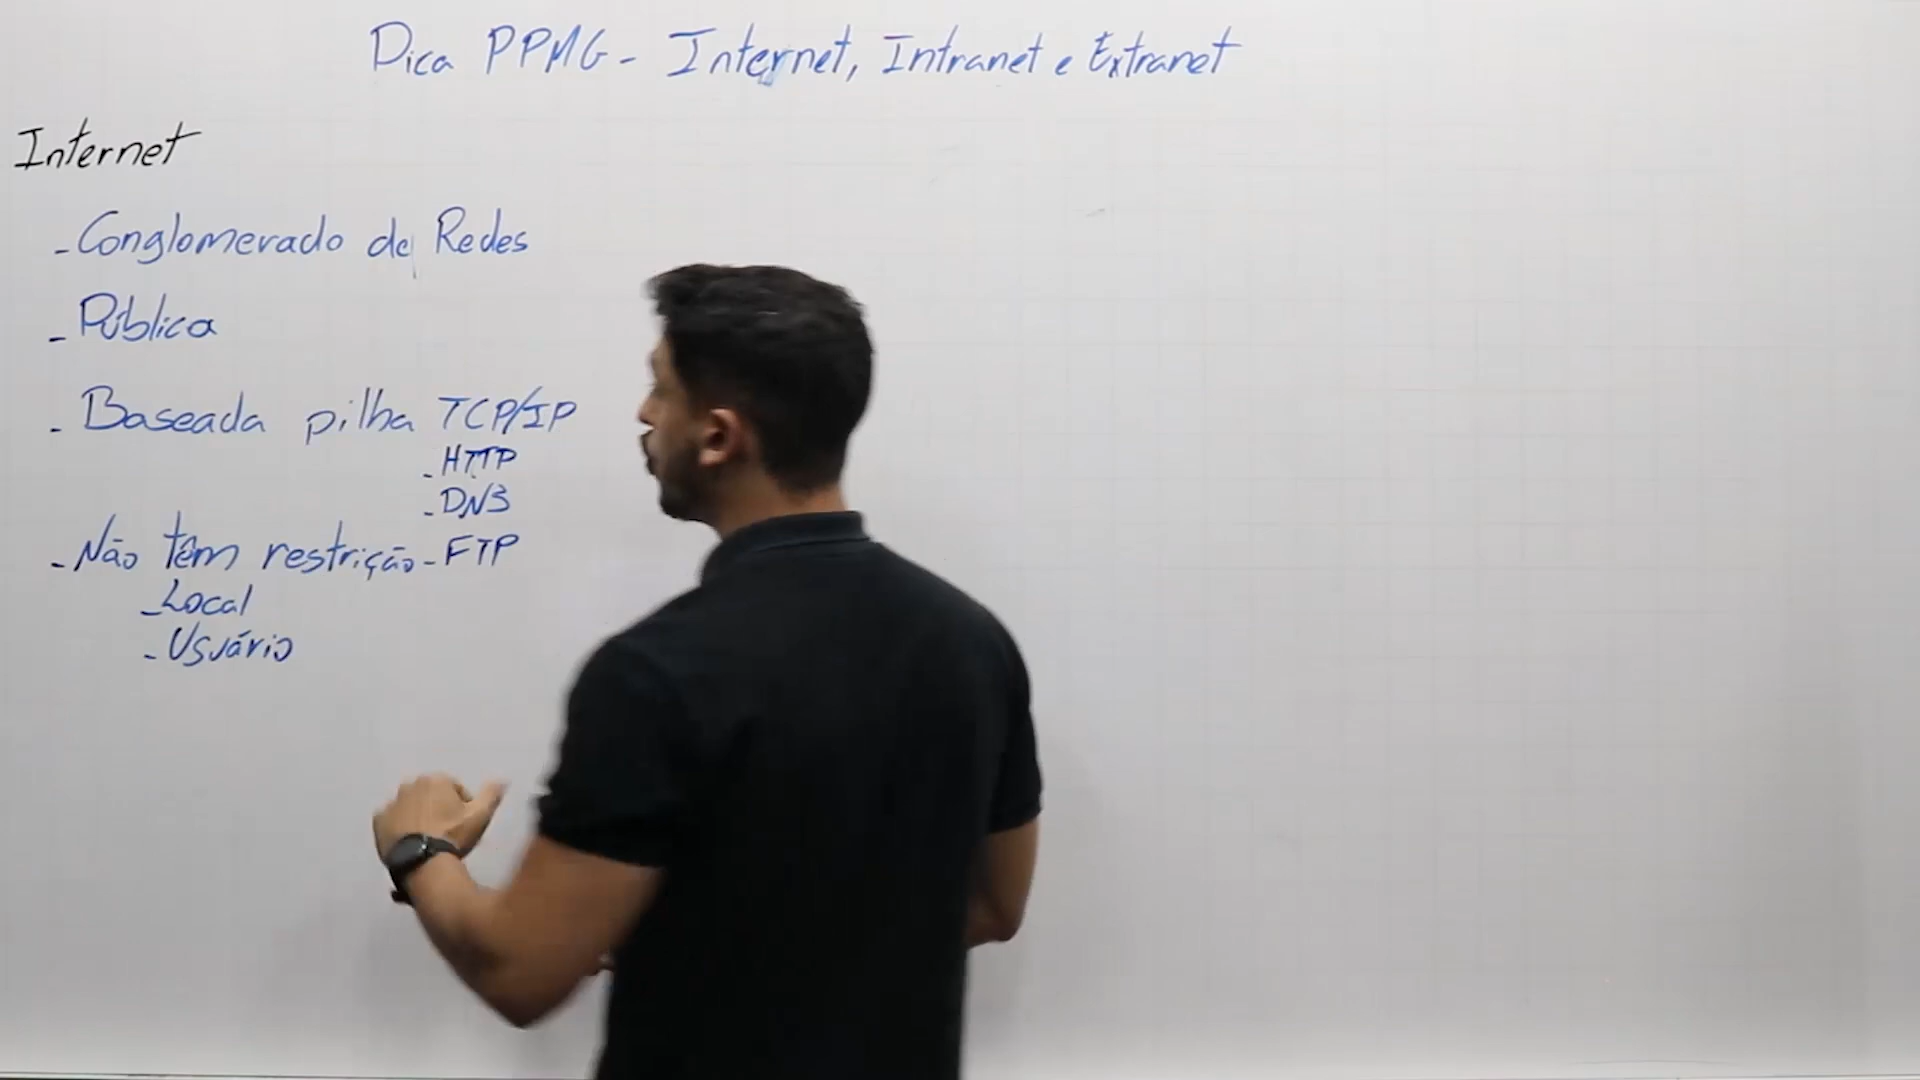 Dica PPMG - Internet, Intranet e Extranet
Internet
- Conglomerado de Redes
- Pública
- Baseada pilha TCP/IP
- HTTP
- DNS
- Não têm restrição - FTP
- Local
- Usuário